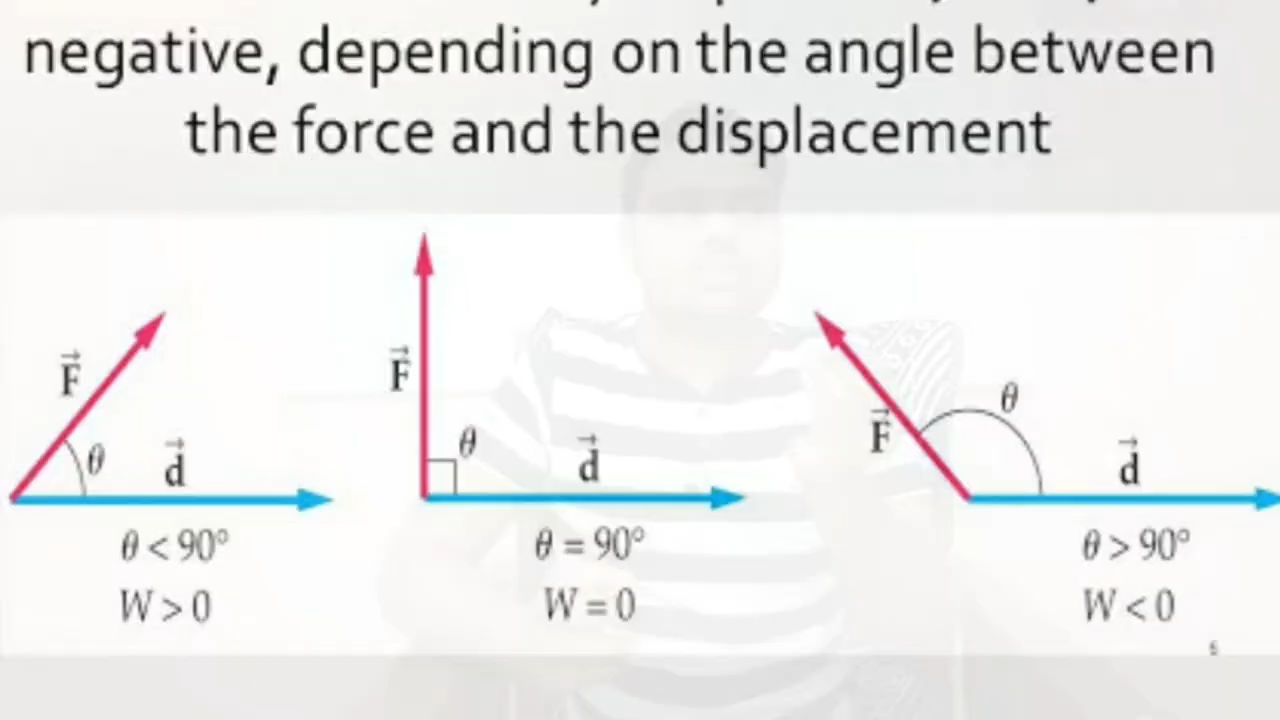 negative, depending on the angle between
the force and the displacement
F⃗ θ d⃗
F⃗ θ d⃗
F⃗ θ d⃗
θ < 90° θ = 90° θ > 90°
W > 0 W = 0 W < 0